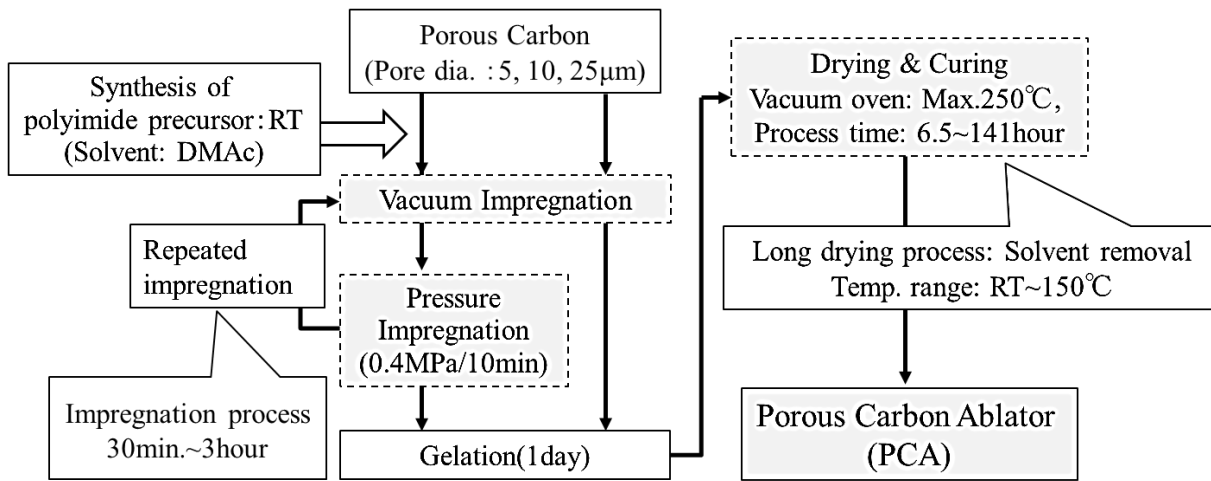 Porous Carbon
(Pore dia. : 5, 10, 25μm)
Synthesis of
polyimide precursor: RT
(Solvent: DMAc)
Vacuum Impregnation
Repeated
impregnation
Pressure
Impregnation
(0.4MPa/10min)
Impregnation process
30min.~3hour
Gelation(1day)
Drying & Curing
Vacuum oven: Max.250℃,
Process time: 6.5~141hour
Long drying process: Solvent removal
Temp. range: RT~150℃
Porous Carbon Ablator
(PCA)